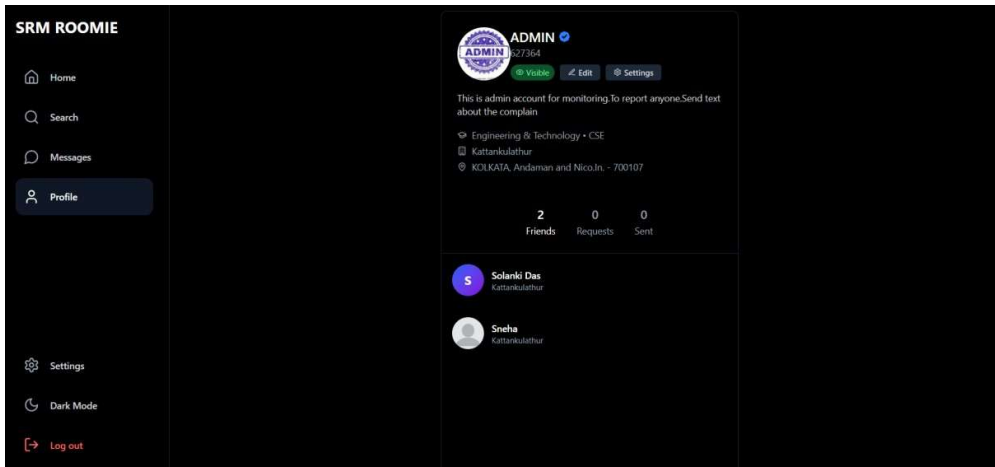 SRM ROOMIE
Home
Search
Messages
Profile
Settings
Dark Mode
Log out
ADMIN
ADMIN
627364
Visible
Edit
Settings
This is admin account for monitoring.To report anyone.Send text
about the complain
Engineering & Technology • CSE
Kattankulathur
KOLKATA, Andaman and Nico.In. - 700107
2 0 0
Friends Requests Sent
S
Solanki Das
Kattankulathur
Sneha
Kattankulathur